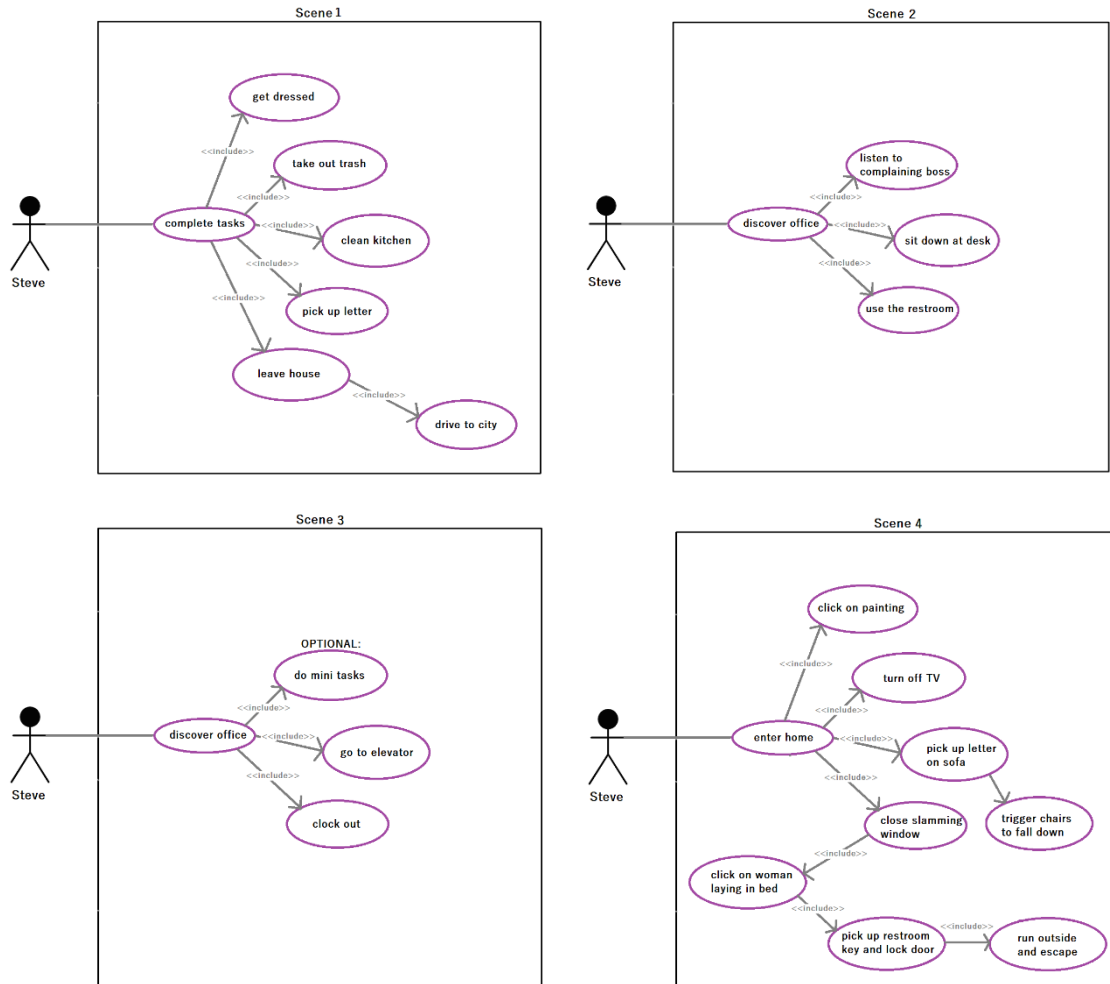 Scene 1
get dressed
<<include>>
take out trash
<<include>>
complete tasks
<<include>>
clean kitchen
<<include>>
Steve
<<include>>
pick up letter
leave house
<<include>>
drive to city
Scene 2
listen to
complaining boss
<<include>>
discover office
<<include>>
sit down at desk
<<include>>
Steve
use the restroom
Scene 3
OPTIONAL:
do mini tasks
<<include>>
discover office
<<include>>
go to elevator
<<include>>
Steve
clock out
Scene 4
click on painting
<<include>>
turn off TV
<<include>>
enter home
<<include>>
pick up letter
on sofa
<<include>>
Steve
close slamming
window
trigger chairs
to fall down
<<include>>
click on woman
laying in bed
<<include>>
pick up restroom
key and lock door
<<include>>
run outside
and escape